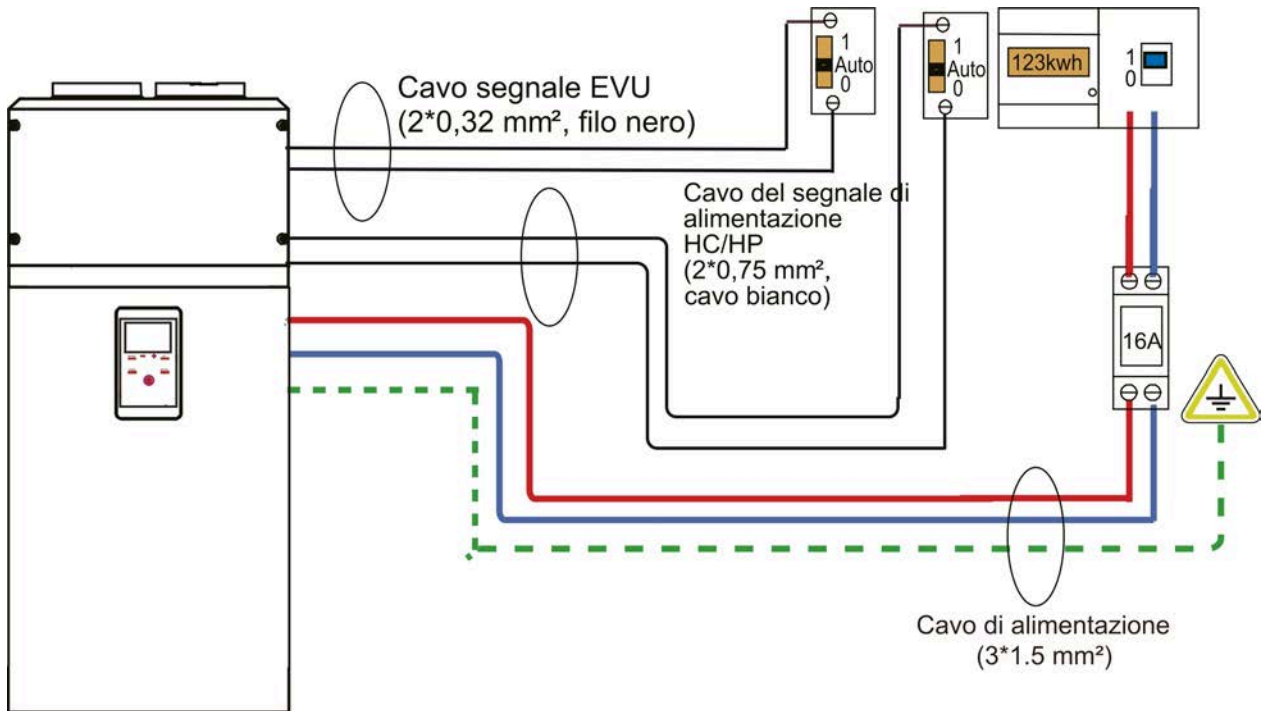 Cavo segnale EVU
(2*0,32 mm², filo nero)
1
Auto
0
1
Auto
0
123kwh
1
0
Cavo del segnale di
alimentazione
HC/HP
(2*0,75 mm²,
cavo bianco)
16A
Cavo di alimentazione
(3*1.5 mm²)